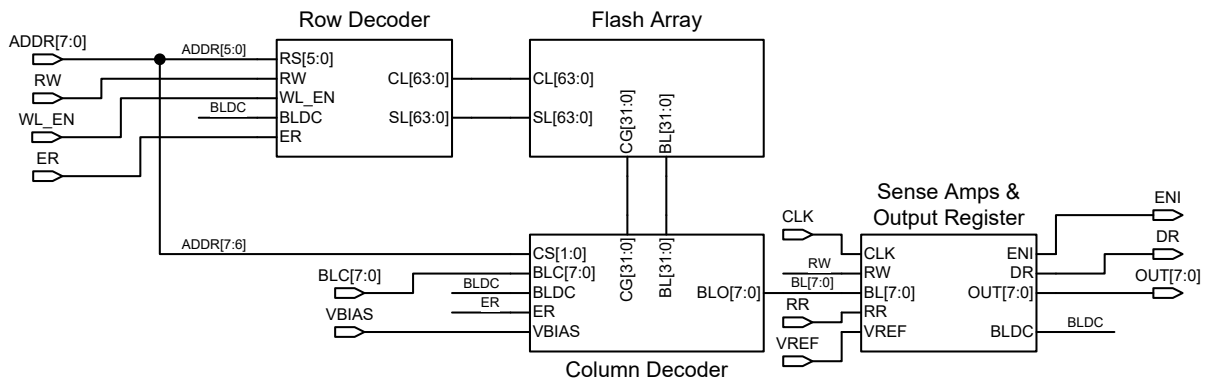 Row Decoder
Flash Array
ADDR[7:0]
ADDR[5:0]
RS[5:0]
RW
RW
CL[63:0]
CL[63:0]
WL_EN
WL_EN
BLDC
BLDC
SL[63:0]
SL[63:0]
ER
ER
CG[31:0]
BL[31:0]
Sense Amps &
Output Register
ENI
CLK
DR
ADDR[7:6]
CS[1:0]
CG[31:0]
BL[31:0]
CLK
ENI
BLC[7:0]
BLC[7:0]
RW
RW
DR
OUT[7:0]
BLDC
BLDC
BLO[7:0]
BL[7:0]
BL[7:0]
OUT[7:0]
ER
ER
RR
RR
VBIAS
VBIAS
VREF
VREF
BLDC
BLDC
Column Decoder